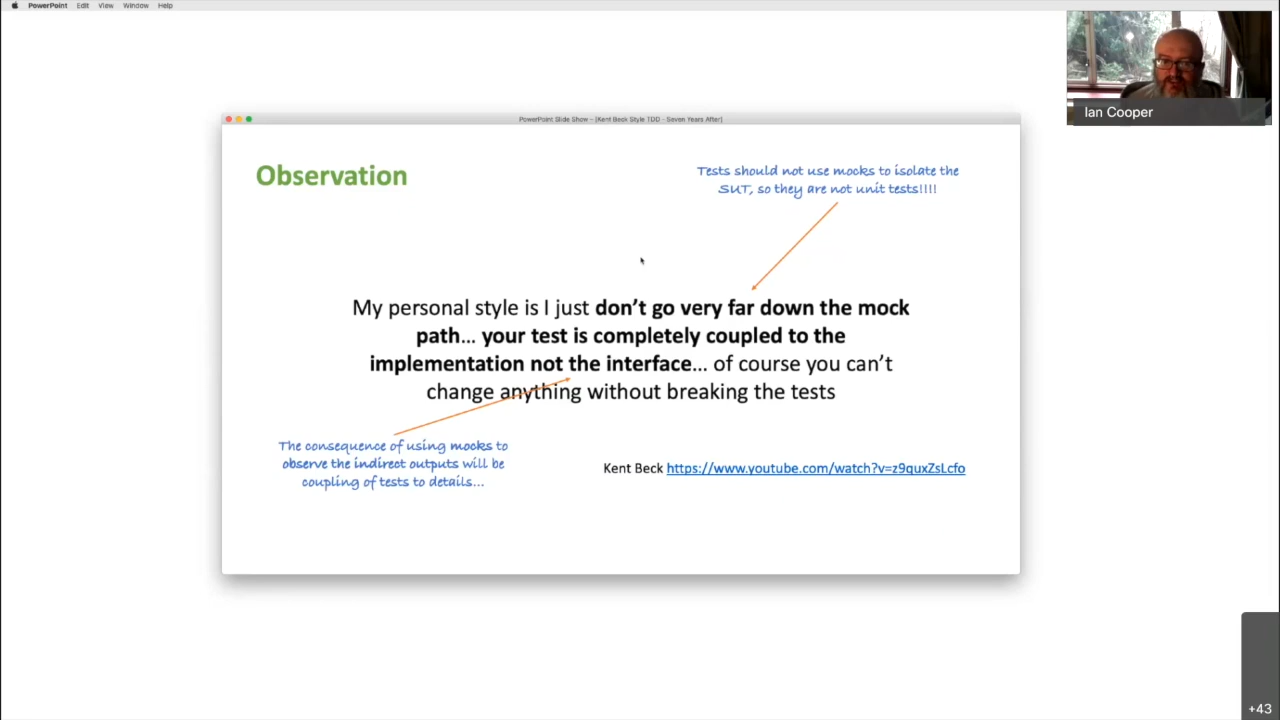 PowerPoint Edit View Window Help
Ian Cooper
PowerPoint Slide Show - [Kent Beck Style TDD - Seven Years After]
Observation
Tests should not use mocks to isolate the
SUT, so they are not unit tests!!!!
My personal style is I just don't go very far down the mock
path... your test is completely coupled to the
implementation not the interface... of course you can't
change anything without breaking the tests
The consequence of using mocks to
observe the indirect outputs will be
coupling of tests to details...
Kent Beck https://www.youtube.com/watch?v=z9quxZsLcfo
+43